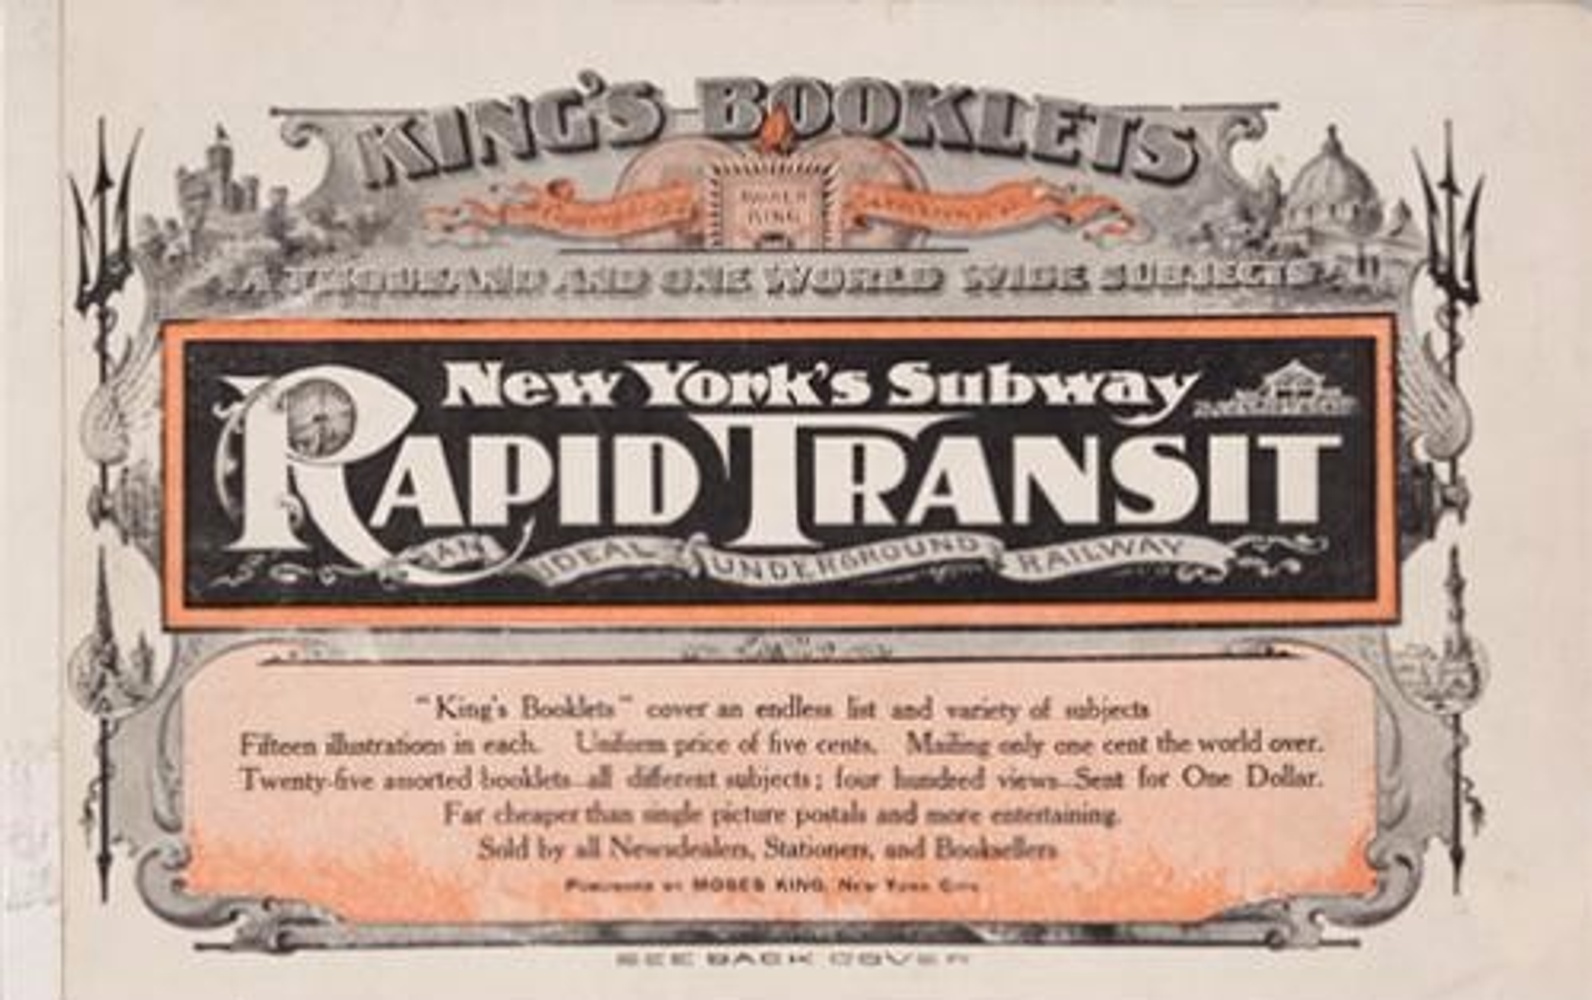 KING'S BOOKLETS
MOSES
KING
A THOUSAND AND ONE WORLD WIDE SUBJECTS
New York's Subway
RAPID TRANSIT
AN IDEAL UNDERGROUND RAILWAY
"King's Booklets" cover an endless list and variety of subjects
Fifteen illustrations in each. Uniform price of five cents. Mailing only one cent the world over.
Twenty-five assorted booklets—all different subjects; four hundred views—Sent for One Dollar.
Far cheaper than single picture postals and more entertaining.
Sold by all Newsdealers, Stationers, and Booksellers
PUBLISHED BY MOSES KING, NEW YORK CITY
SEE BACK COVER